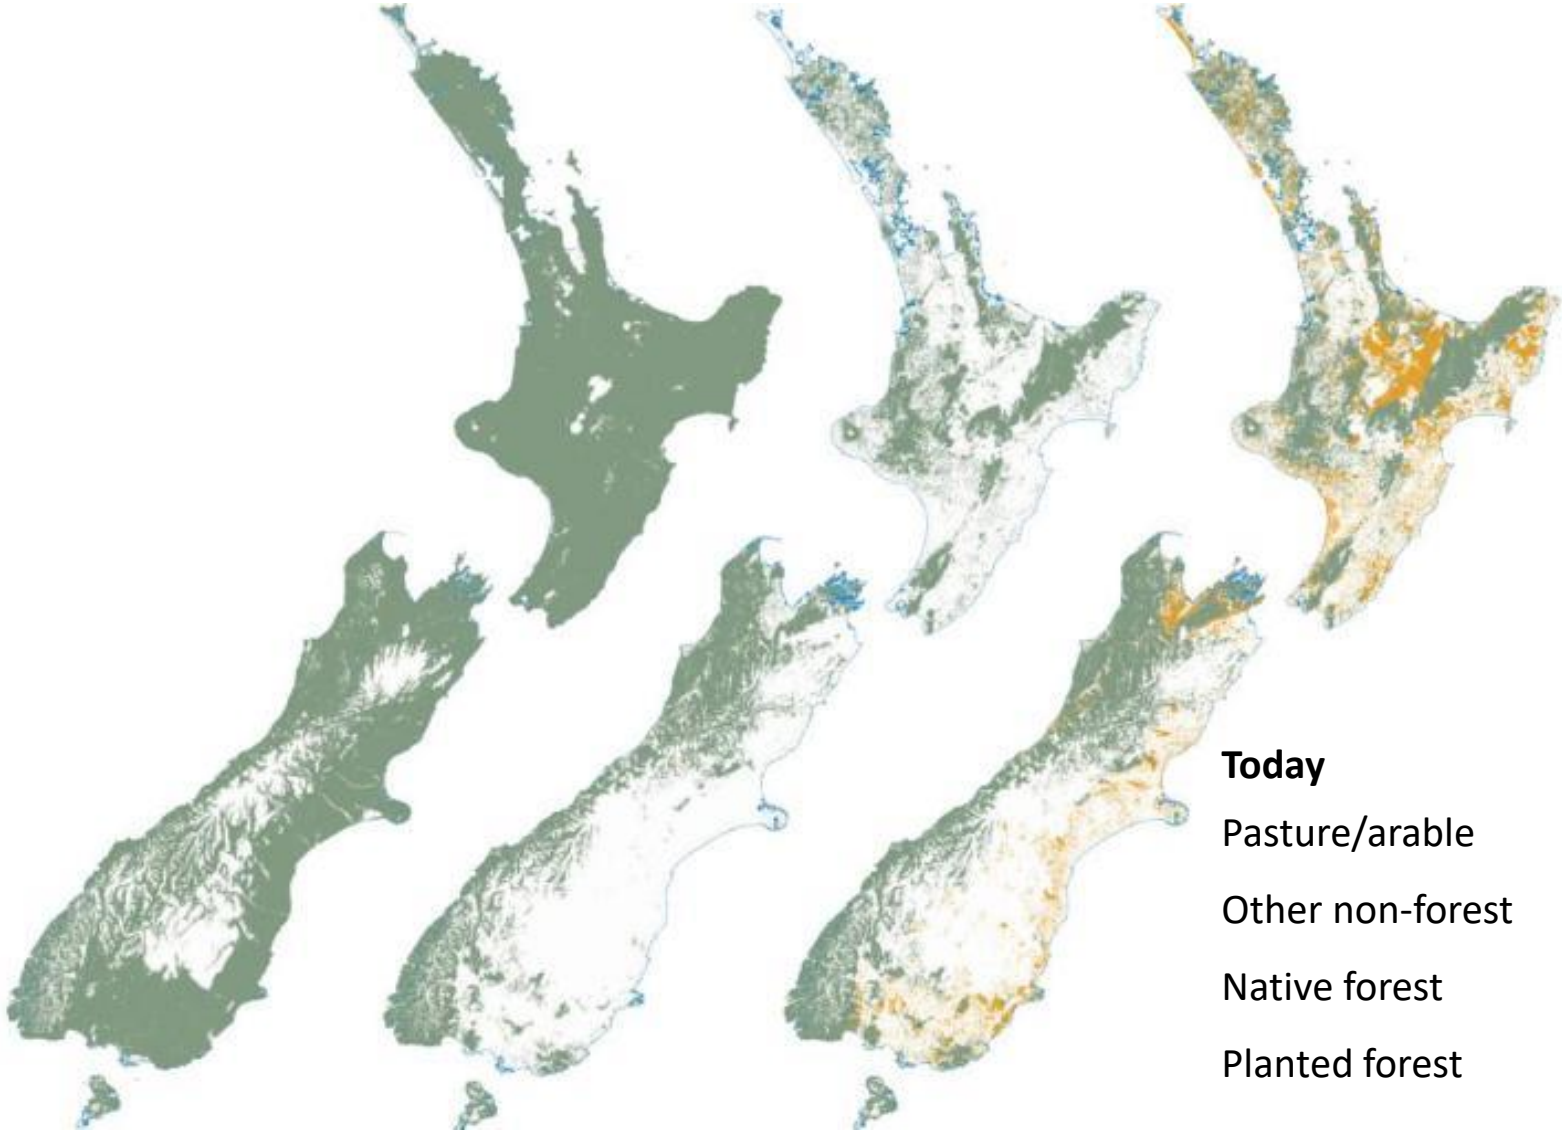 Today
Pasture/arable
Other non-forest
Native forest
Planted forest